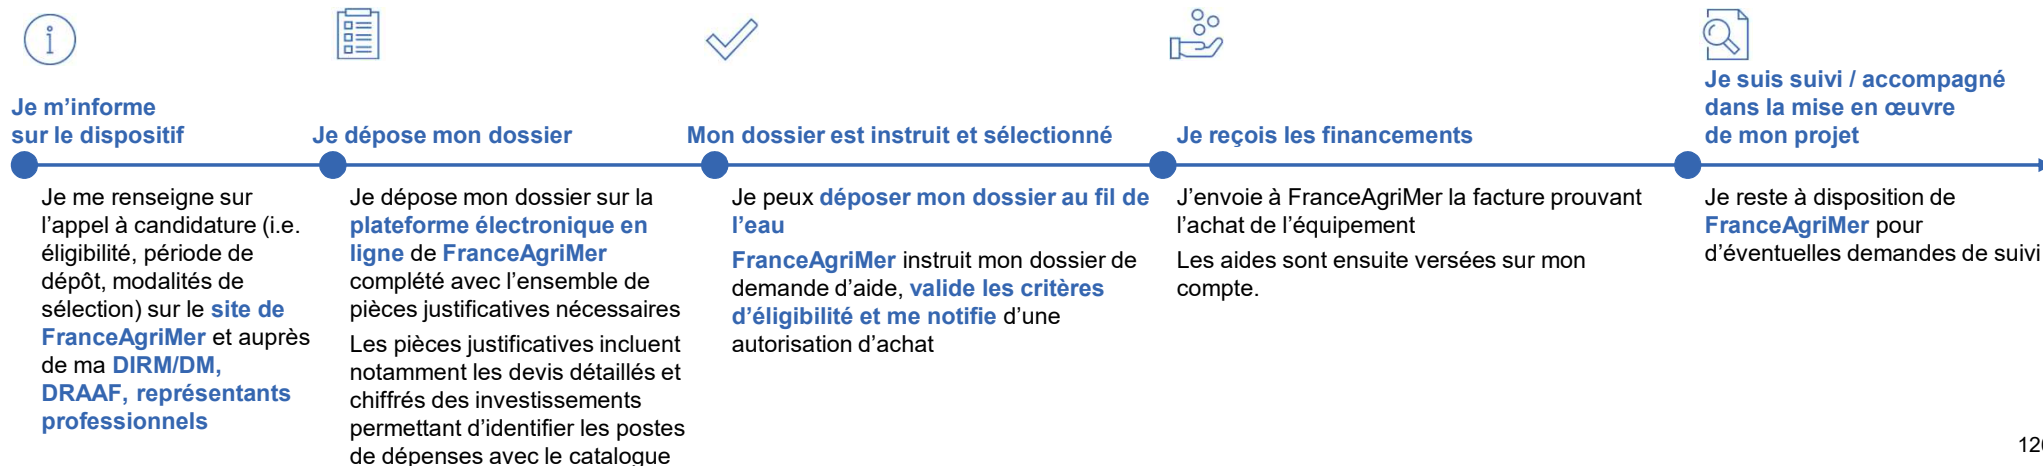 Je m'informe
sur le dispositif
Je me renseigne sur
l'appel à candidature (i.e.
éligibilité, période de
dépôt, modalités de
sélection) sur le site de
FranceAgriMer et auprès
de ma DIRM/DM,
DRAAF, représentants
professionnels
Je dépose mon dossier
Je dépose mon dossier sur la
plateforme électronique en
ligne de FranceAgriMer
complété avec l'ensemble de
pièces justificatives nécessaires
Les pièces justificatives incluent
notamment les devis détaillés et
chiffrés des investissements
permettant d'identifier les postes
de dépenses avec le catalogue
Mon dossier est instruit et sélectionné
Je peux déposer mon dossier au fil de
l'eau
FranceAgriMer instruit mon dossier de
demande d'aide, valide les critères
d'éligibilité et me notifie d'une
autorisation d'achat
Je reçois les financements
J'envoie à FranceAgriMer la facture prouvant
l'achat de l'équipement
Les aides sont ensuite versées sur mon
compte.
Je suis suivi / accompagné
dans la mise en œuvre
de mon projet
Je reste à disposition de
FranceAgriMer pour
d'éventuelles demandes de suivi